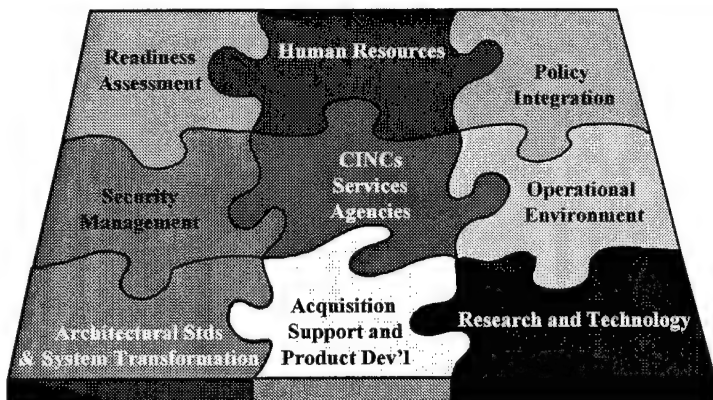 Readiness
Assessment
Human Resources
Policy
Integration
Security
Management
CINCs
Services
Agencies
Operational
Environment
Architectural Stds
& System Transformation
Acquisition
Support and
Product Dev'l
Research and Technology